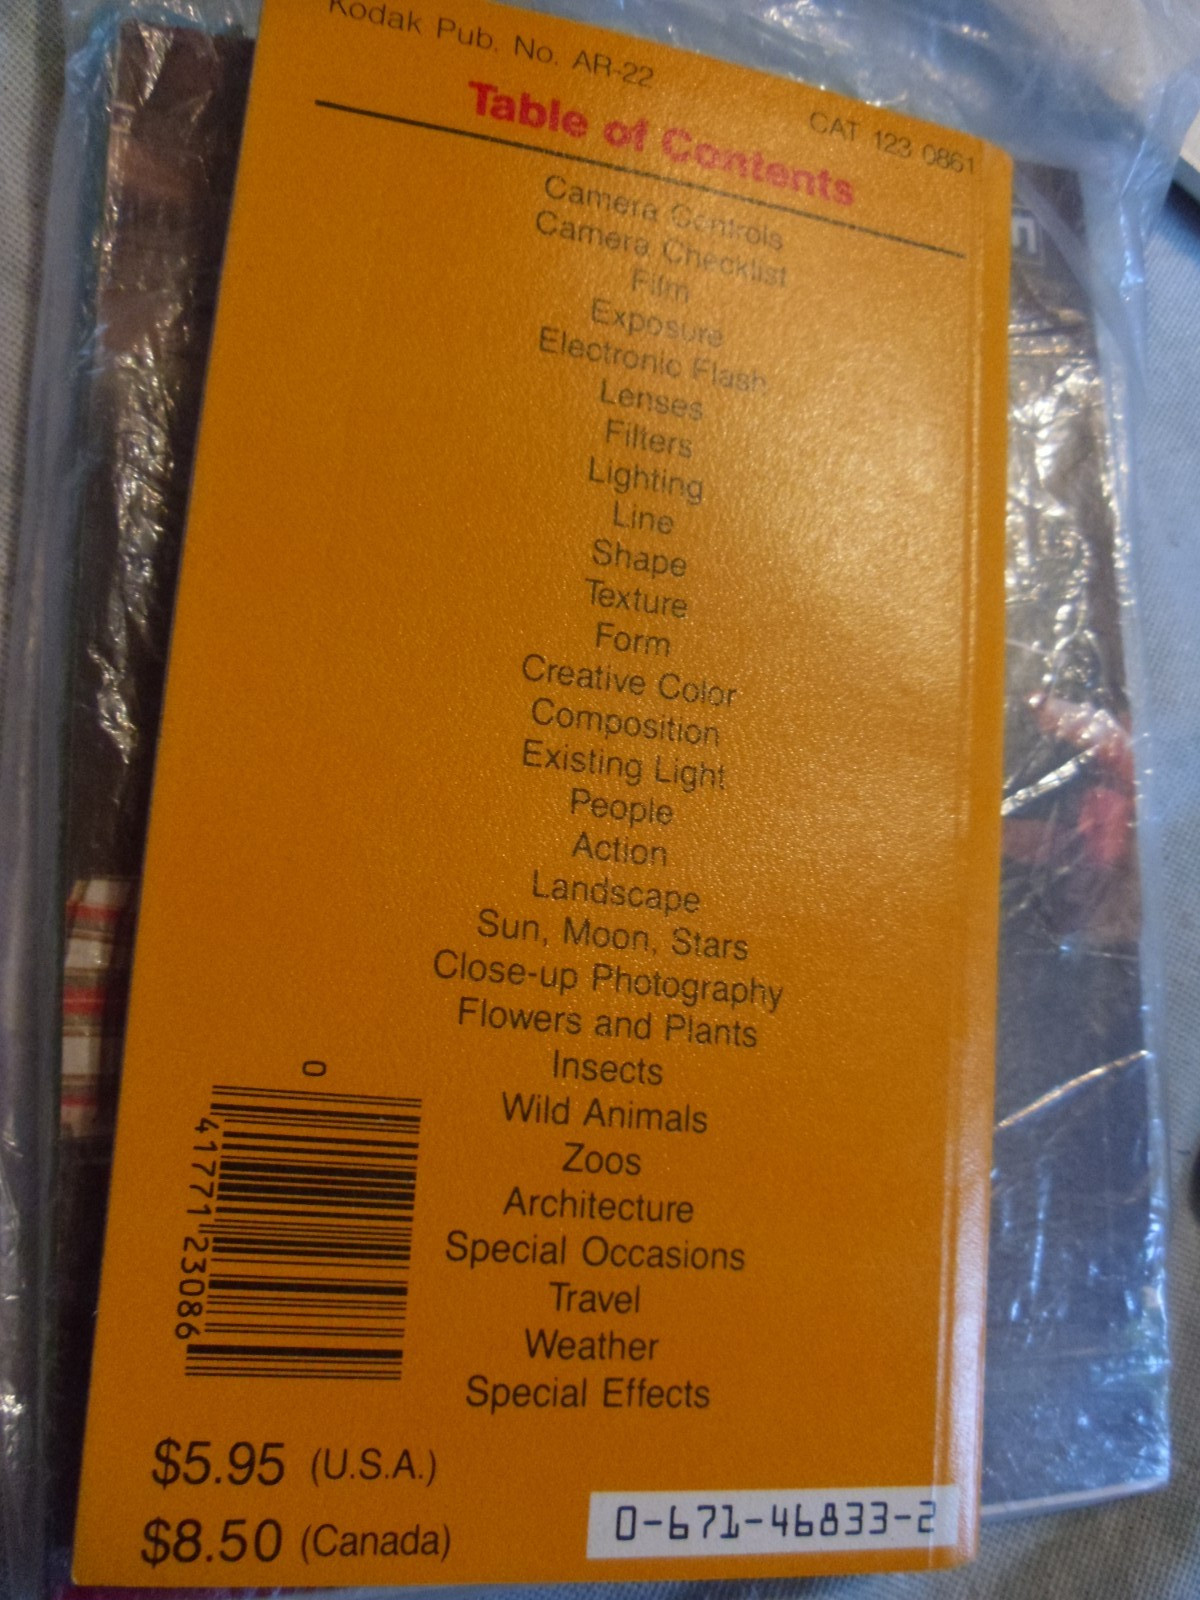 Kodak Pub. No. AR-22
CAT 123 0861
Table of Contents
Camera Controls
Camera Checklist
Film
Exposure
Electronic Flash
Lenses
Filters
Lighting
Line
Shape
Texture
Form
Creative Color
Composition
Existing Light
People
Action
Landscape
Sun, Moon, Stars
Close-up Photography
Flowers and Plants
Insects
Wild Animals
Zoos
Architecture
Special Occasions
Travel
Weather
Special Effects
0
41771 23086
$5.95 (U.S.A.)
$8.50 (Canada)
0-671-46833-2